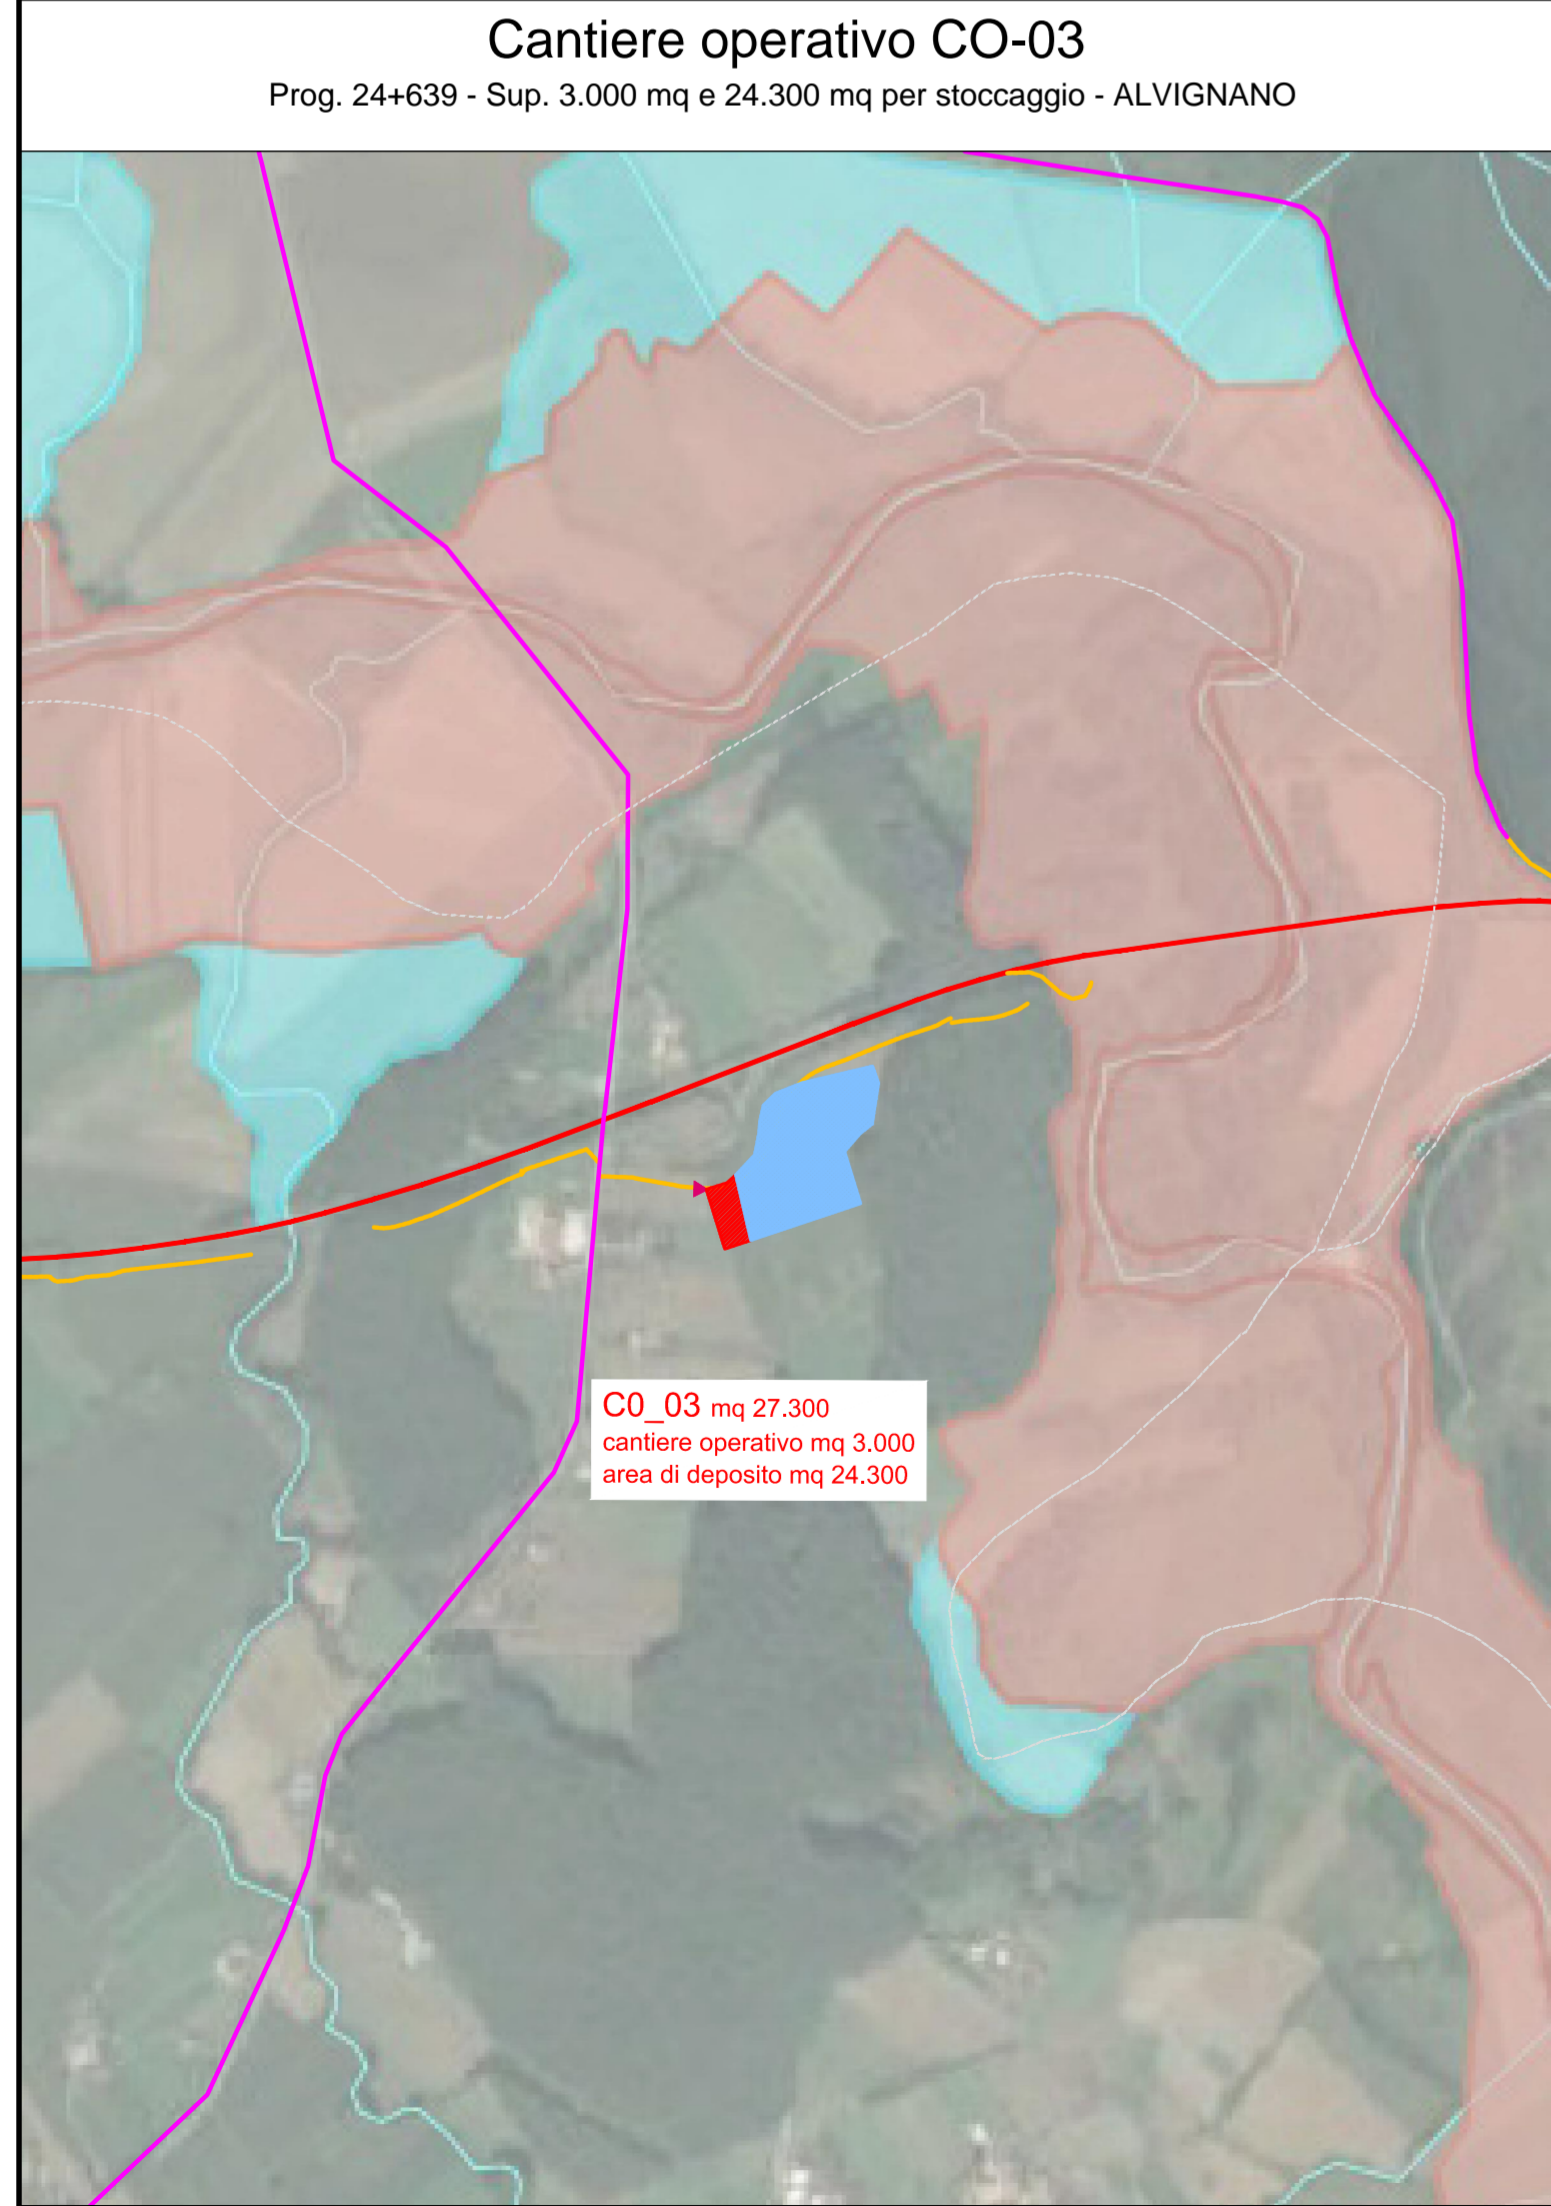 Cantiere operativo CO-03
Prog. 24+639 - Sup. 3.000 mq e 24.300 mq per stoccaggio - ALVIGNANO
C0_03 mq 27.300
cantiere operativo mq 3.000
area di deposito mq 24.300